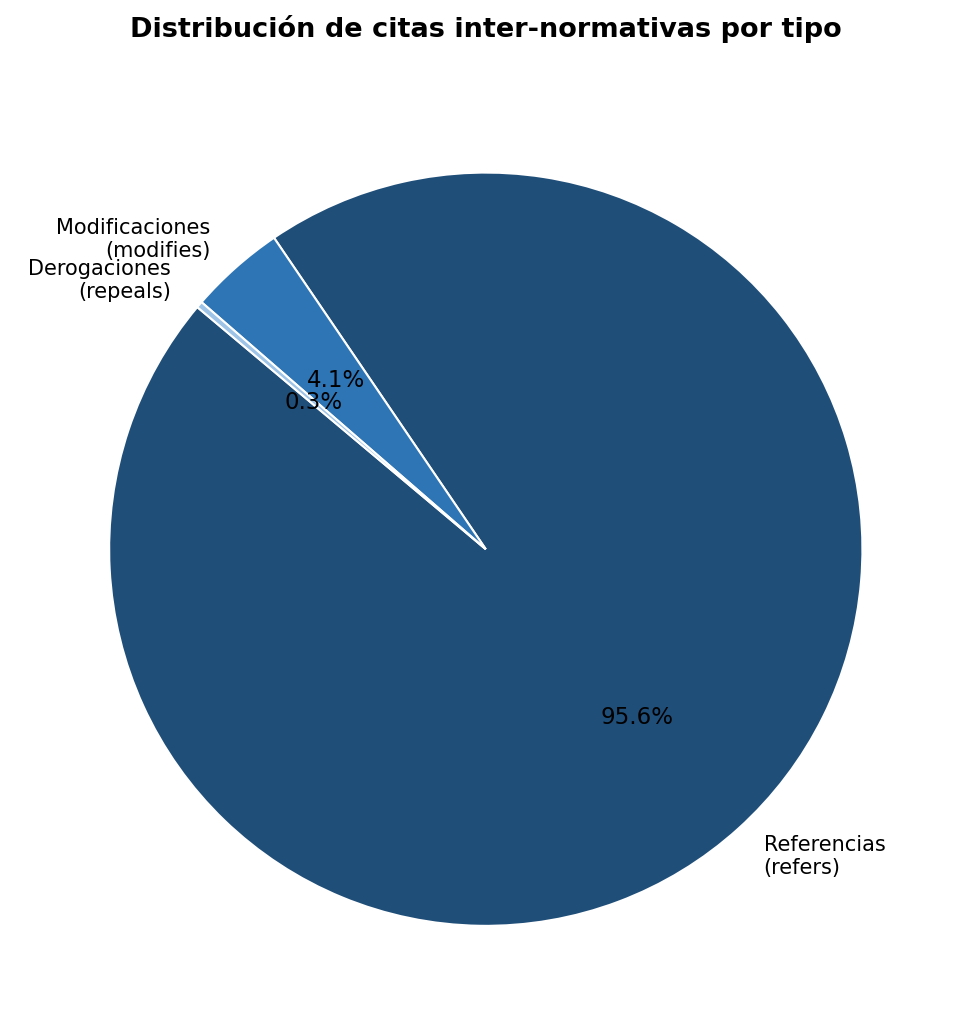 Distribución de citas inter-normativas por tipo
Modificaciones
(modifies)
Derogaciones
(repeals)
4.1%
0.3%
95.6%
Referencias
(refers)